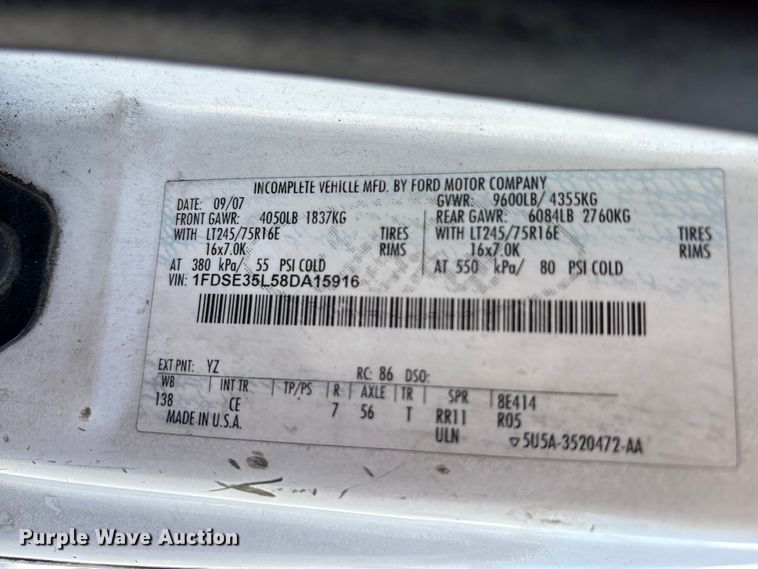 INCOMPLETE VEHICLE MFD. BY FORD MOTOR COMPANY
DATE: 09/07 GVWR: 9600LB/ 4355KG
FRONT GAWR: 4050LB 1837KG REAR GAWR: 6084LB 2760KG
WITH LT245/75R16E TIRES WITH LT245/75R16E TIRES
16x7.0K RIMS 16x7.0K RIMS
AT 380 kPa/ 55 PSI COLD AT 550 kPa/ 80 PSI COLD
VIN: 1FDSE35L58DA15916
EXT PNT: YZ RC: 86 DSO:
WB INT TR TP/PS R AXLE TR SPR 8E414
138 CE 7 56 T RR11 R05
MADE IN U.S.A. ULN 5U5A-3520472-AA
Purple Wave Auction